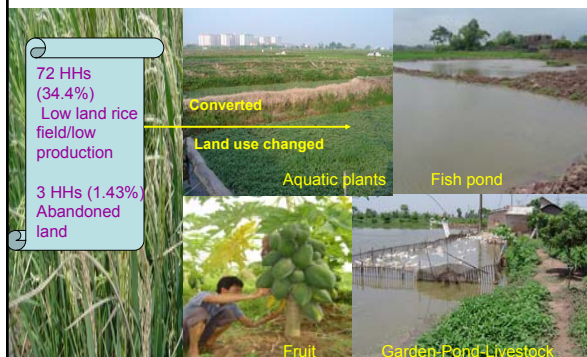 72 HHs
(34.4%)
Low land rice
field/low
production
3 HHs (1.43%)
Abandoned
land
Converted
Land use changed
Aquatic plants
Fish pond
Fruit
Garden-Pond-Livestock